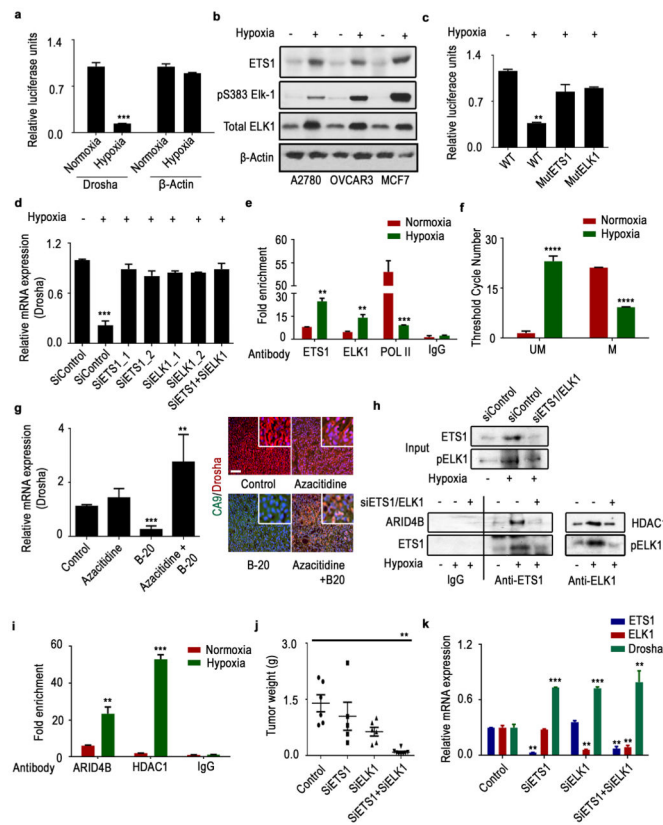 a
Relative luciferase units
1.4
1.0
0.0
***
Normoxia
Hypoxia
Normoxia
Hypoxia
Drosha
β-Actin
b
Hypoxia
- + - + - +
ETS1
pS383 Elk-1
Total ELK1
β-Actin
A2780 OVCAR3 MCF7
c
Hypoxia
- + + +
Relative luciferase units
1.4
1.0
0.0
**
WT
WT
MutETS1
MutELK1
d
Hypoxia
- + + + + + +
Relative mRNA expression
(Drosha)
1.2
0.9
0.0
***
SiControl
SiControl
SiETS1_1
SiETS1_2
SiELK1_1
SiELK1_2
SiETS1+SiELK1
e
Normoxia
Hypoxia
Fold enrichment
60
55
50
30
15
0
**
**
***
Antibody
ETS1 ELK1 POL II IgG
f
Normoxia
Hypoxia
Threshold Cycle Number
30
15
0
****
****
UM M
g
Relative mRNA expression
(Drosha)
4
2
0
***
**
Control
Azacitidine
B-20
Azacitidine +
B-20
CA9/Drosha
Control
Azacitidine
B-20
Azacitidine
+B20
h
siControl
siControl
siETS1/ELK1
Input
ETS1
pELK1
Hypoxia
- + +
siETS1/ELK1
- - + - - + - - +
ARID4B
ETS1
HDAC
pELK1
Hypoxia
- + + - + + - + +
IgG Anti-ETS1 Anti-ELK1
i
Normoxia
Hypoxia
Fold enrichment
60
40
20
0
**
***
Antibody
ARID4B HDAC1 IgG
j
Tumor weight (g)
3.0
1.5
0.0
**
Control
SiETS1
SiELK1
SiETS1+SiELK1
k
ETS1
ELK1
Drosha
Relative mRNA expression
1.0
0.5
0.0
**
***
**
***
**
**
**
Control
SiETS1
SiELK1
SiETS1+SiELK1